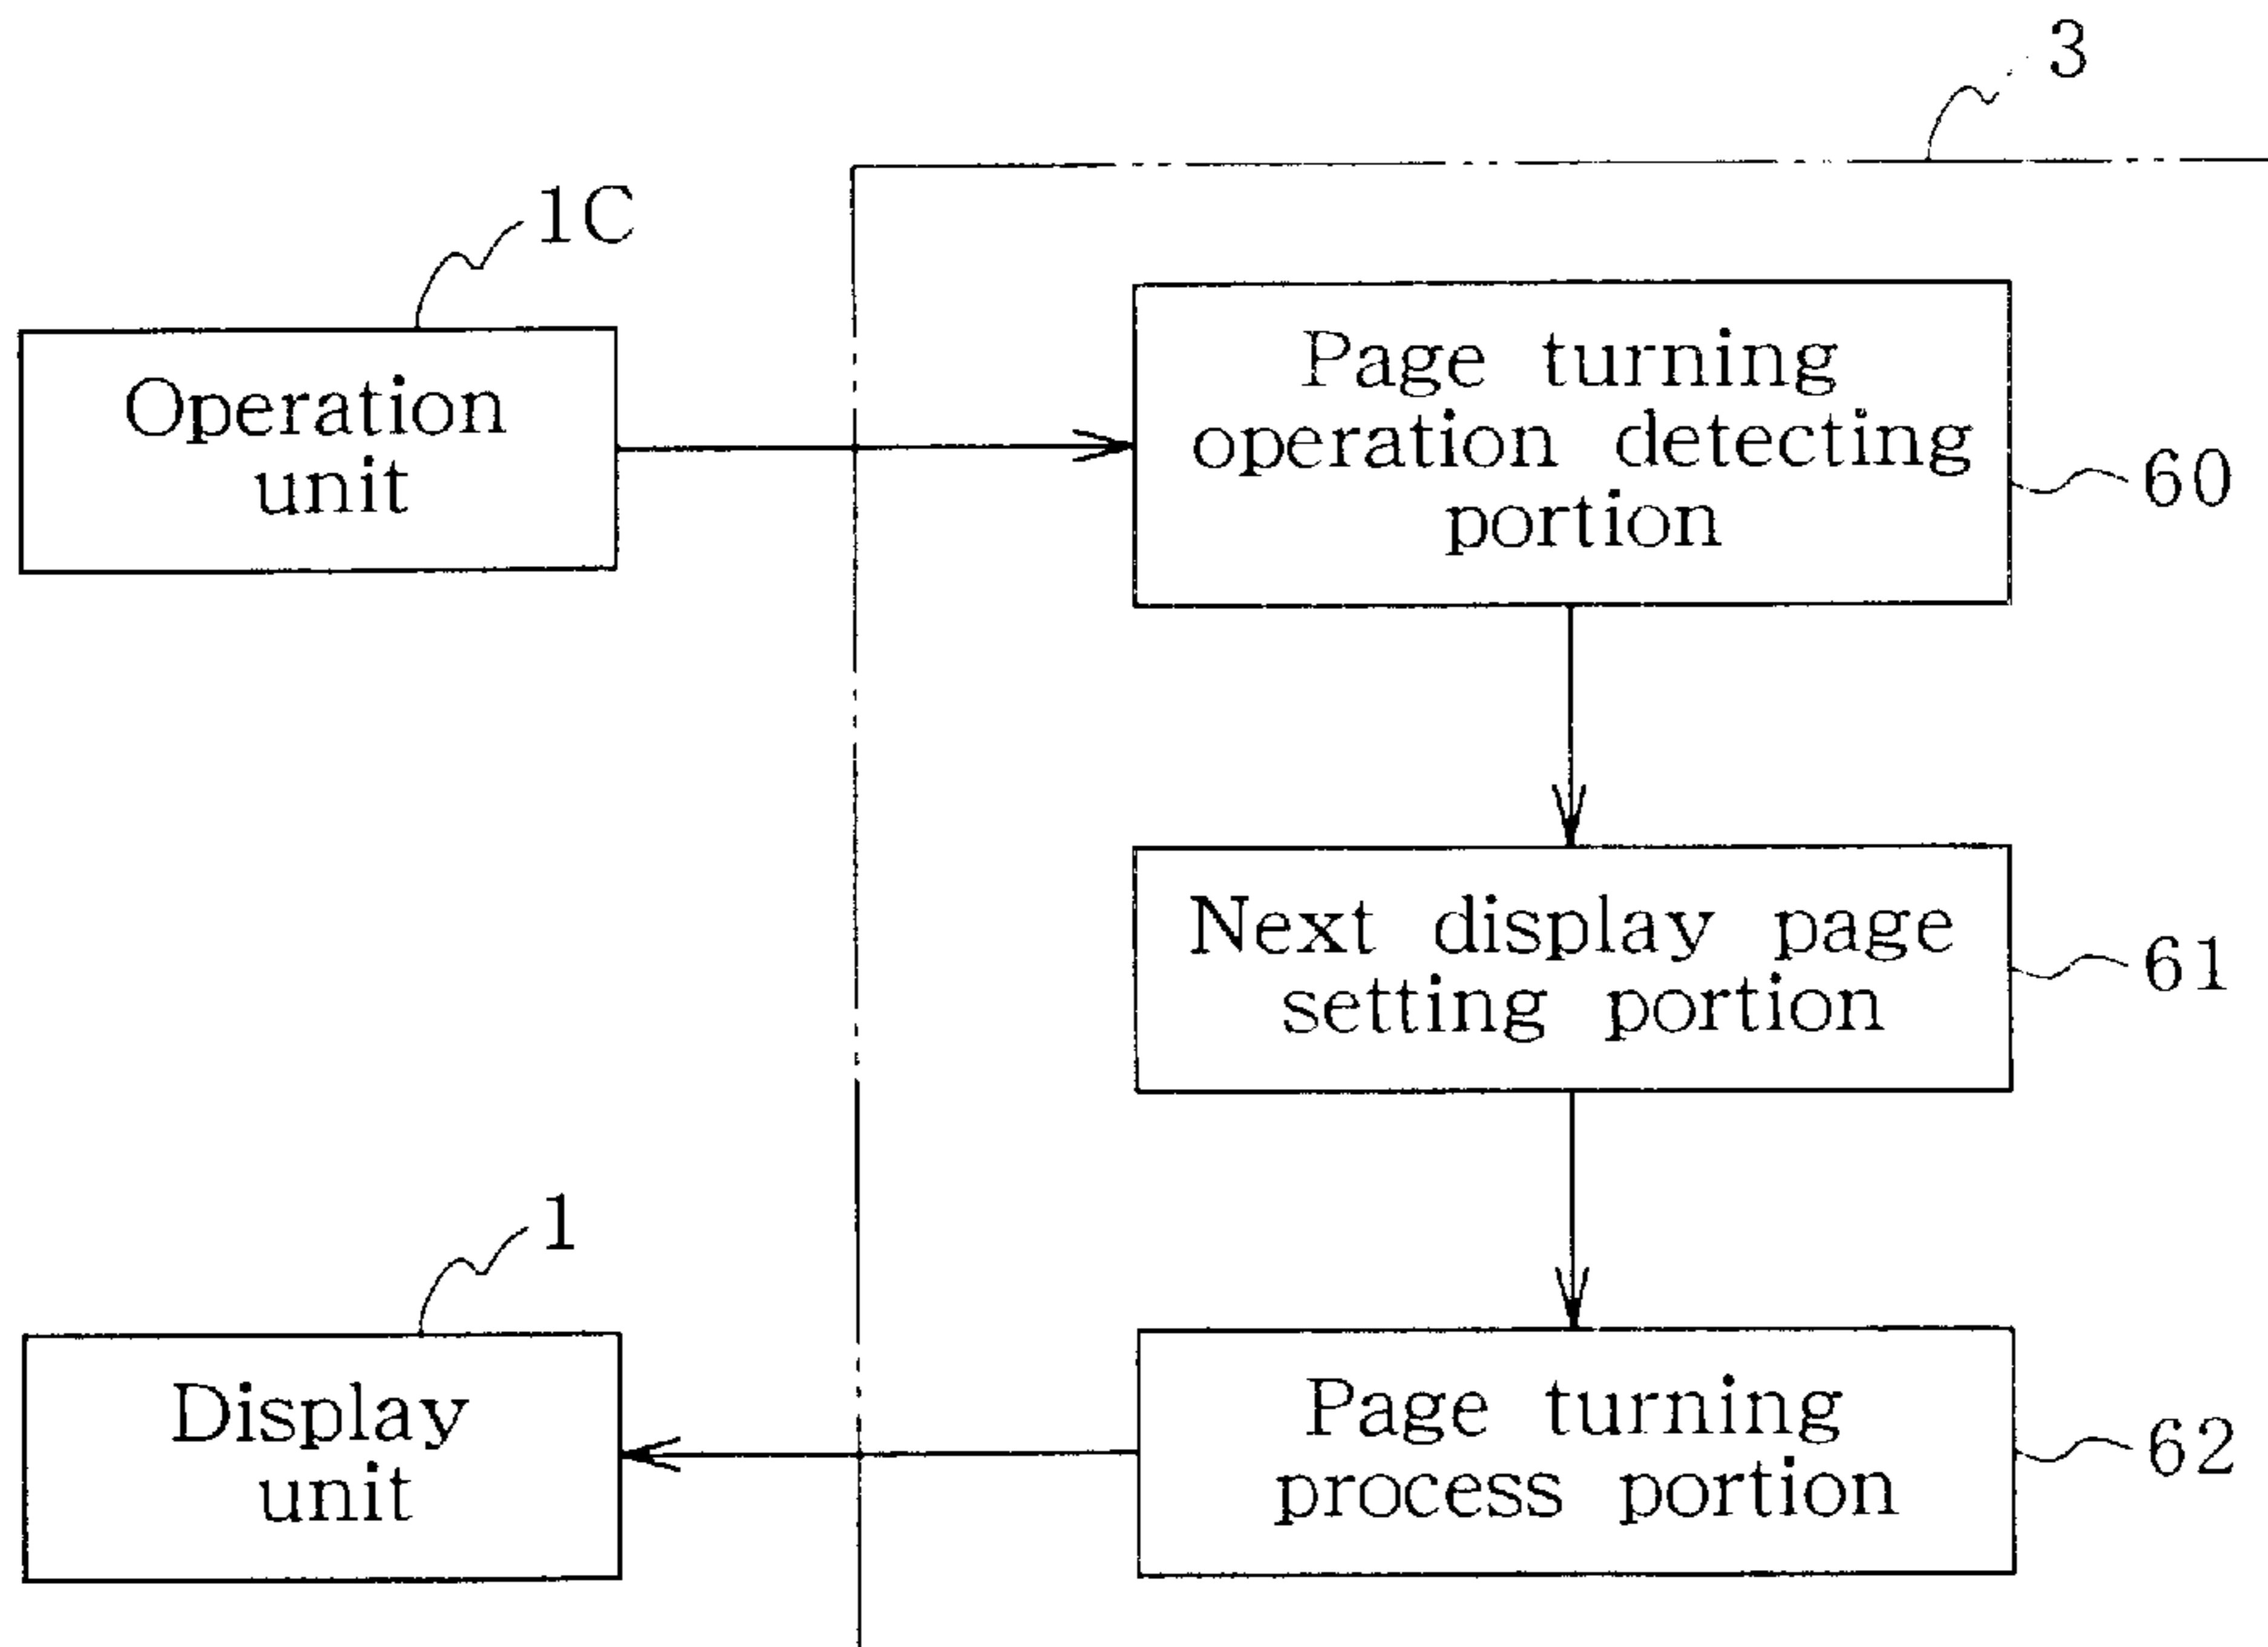 3
1C
Operation
unit
Page turning
operation detecting
portion
60
Next display page
setting portion
61
1
Display
unit
Page turning
process portion
62